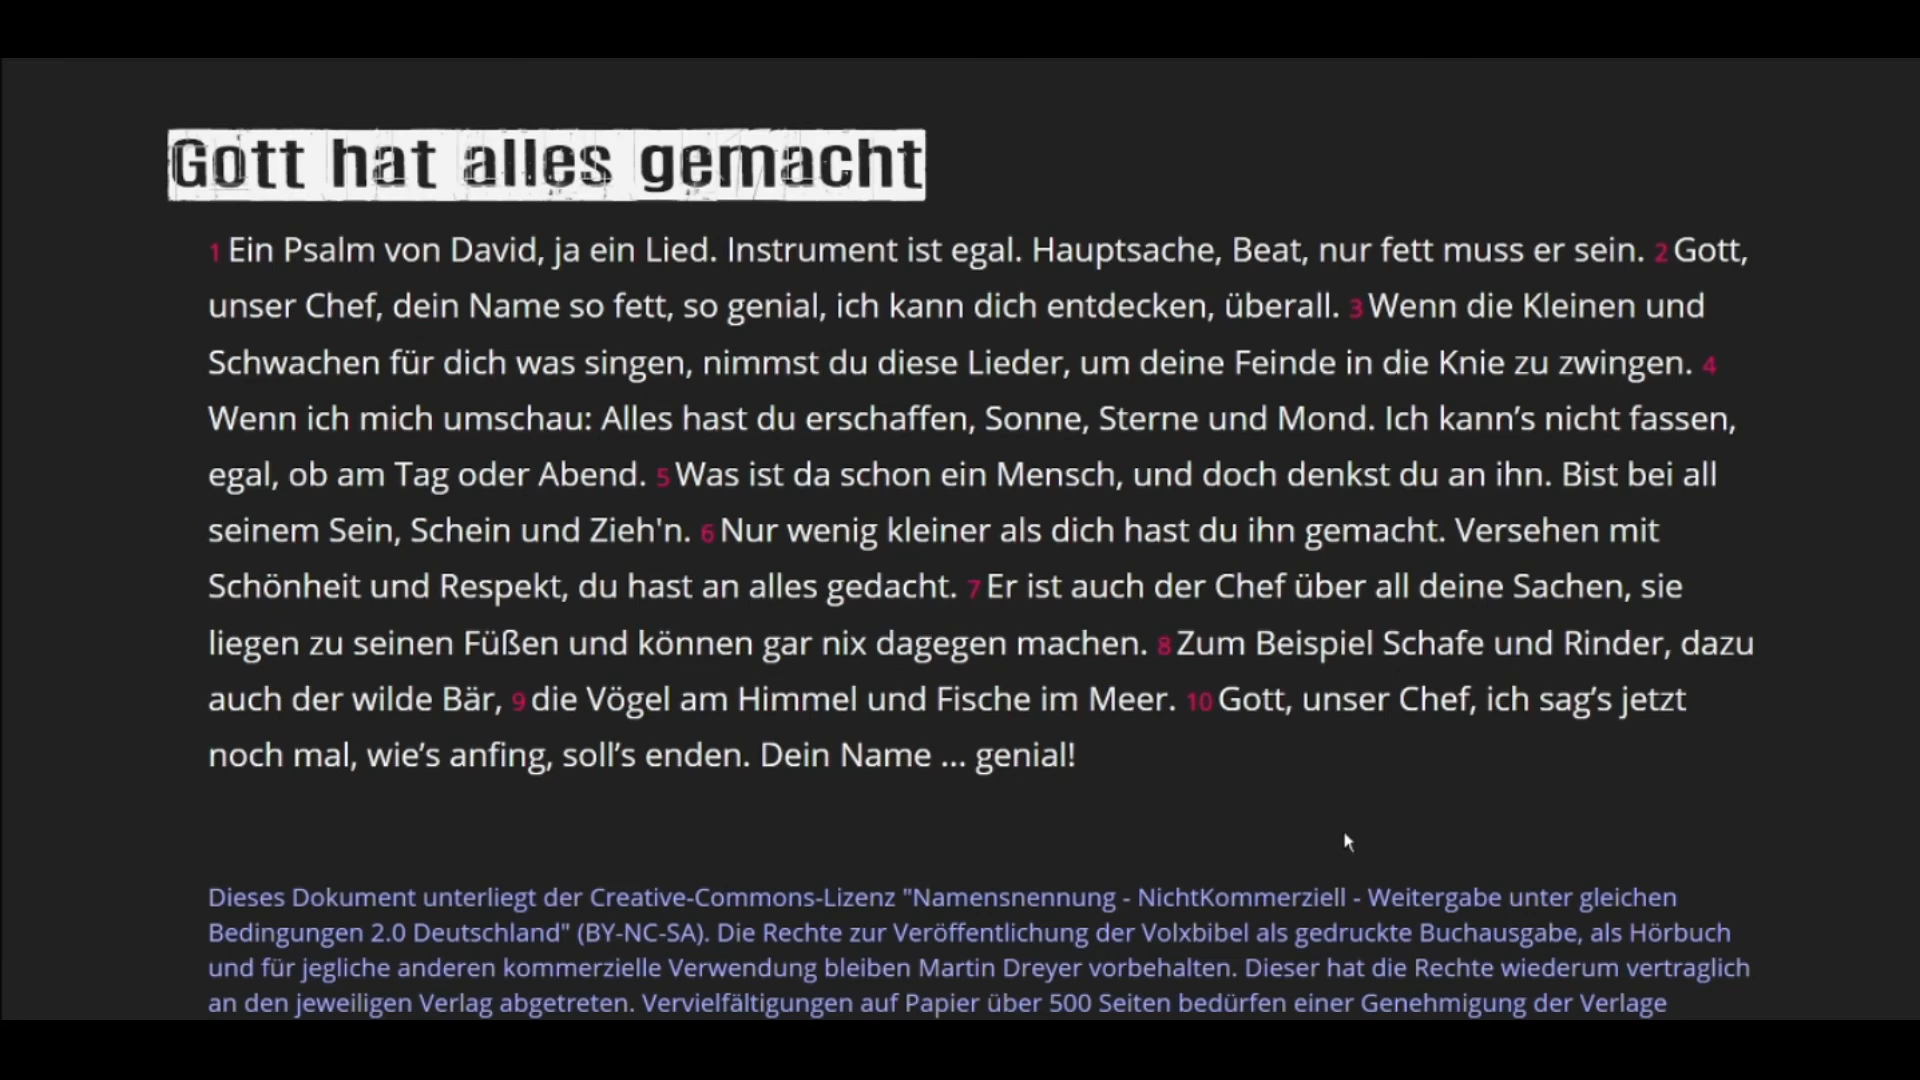 Gott hat alles gemacht
1 Ein Psalm von David, ja ein Lied. Instrument ist egal. Hauptsache, Beat, nur fett muss er sein. 2 Gott,
unser Chef, dein Name so fett, so genial, ich kann dich entdecken, überall. 3 Wenn die Kleinen und
Schwachen für dich was singen, nimmst du diese Lieder, um deine Feinde in die Knie zu zwingen. 4
Wenn ich mich umschau: Alles hast du erschaffen, Sonne, Sterne und Mond. Ich kann’s nicht fassen,
egal, ob am Tag oder Abend. 5 Was ist da schon ein Mensch, und doch denkst du an ihn. Bist bei all
seinem Sein, Schein und Zieh'n. 6 Nur wenig kleiner als dich hast du ihn gemacht. Versehen mit
Schönheit und Respekt, du hast an alles gedacht. 7 Er ist auch der Chef über all deine Sachen, sie
liegen zu seinen Füßen und können gar nix dagegen machen. 8 Zum Beispiel Schafe und Rinder, dazu
auch der wilde Bär, 9 die Vögel am Himmel und Fische im Meer. 10 Gott, unser Chef, ich sag’s jetzt
noch mal, wie’s anfing, soll’s enden. Dein Name ... genial!
Dieses Dokument unterliegt der Creative-Commons-Lizenz "Namensnennung - NichtKommerziell - Weitergabe unter gleichen
Bedingungen 2.0 Deutschland" (BY-NC-SA). Die Rechte zur Veröffentlichung der Volxbibel als gedruckte Buchausgabe, als Hörbuch
und für jegliche anderen kommerzielle Verwendung bleiben Martin Dreyer vorbehalten. Dieser hat die Rechte wiederum vertraglich
an den jeweiligen Verlag abgetreten. Vervielfältigungen auf Papier über 500 Seiten bedürfen einer Genehmigung der Verlage